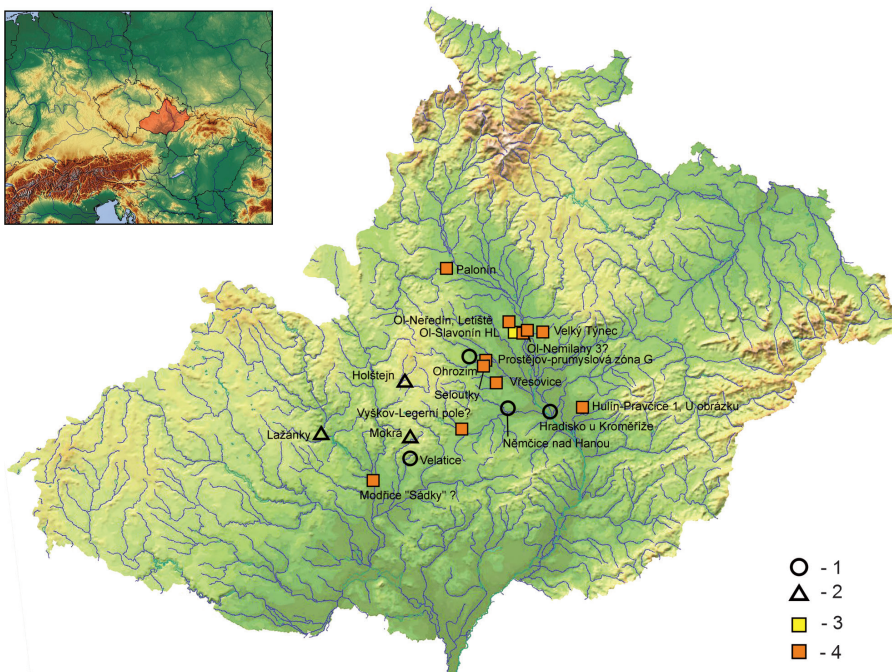 Palonín
Ol-Neředín, Letiště
Ol-Slavonín HL
Velký Týnec
Ol-Nemilany 3?
Prostějov-prumyslová zóna G
Ohrozim
Holštejn
Vřesovice
Seloutky
Hulín-Pravčice 1, U obrázku
Vyškov-Legerní pole?
Hradisko u Kroměříže
Lažánky
Mokrá
Němčice nad Hanou
Velatice
Modřice "Sádky" ?
- 1
- 2
- 3
- 4